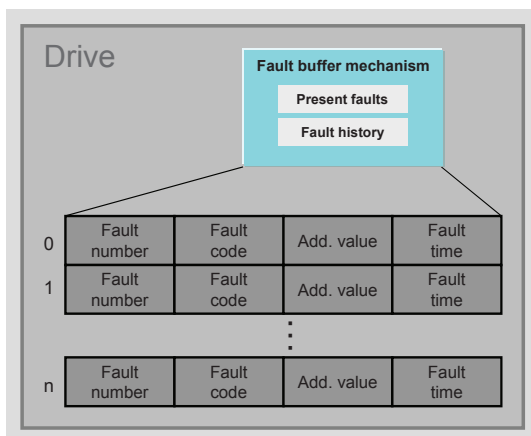 Drive
Fault buffer mechanism
Present faults
Fault history
0
Fault number
Fault code
Add. value
Fault time
1
Fault number
Fault code
Add. value
Fault time
n
Fault number
Fault code
Add. value
Fault time